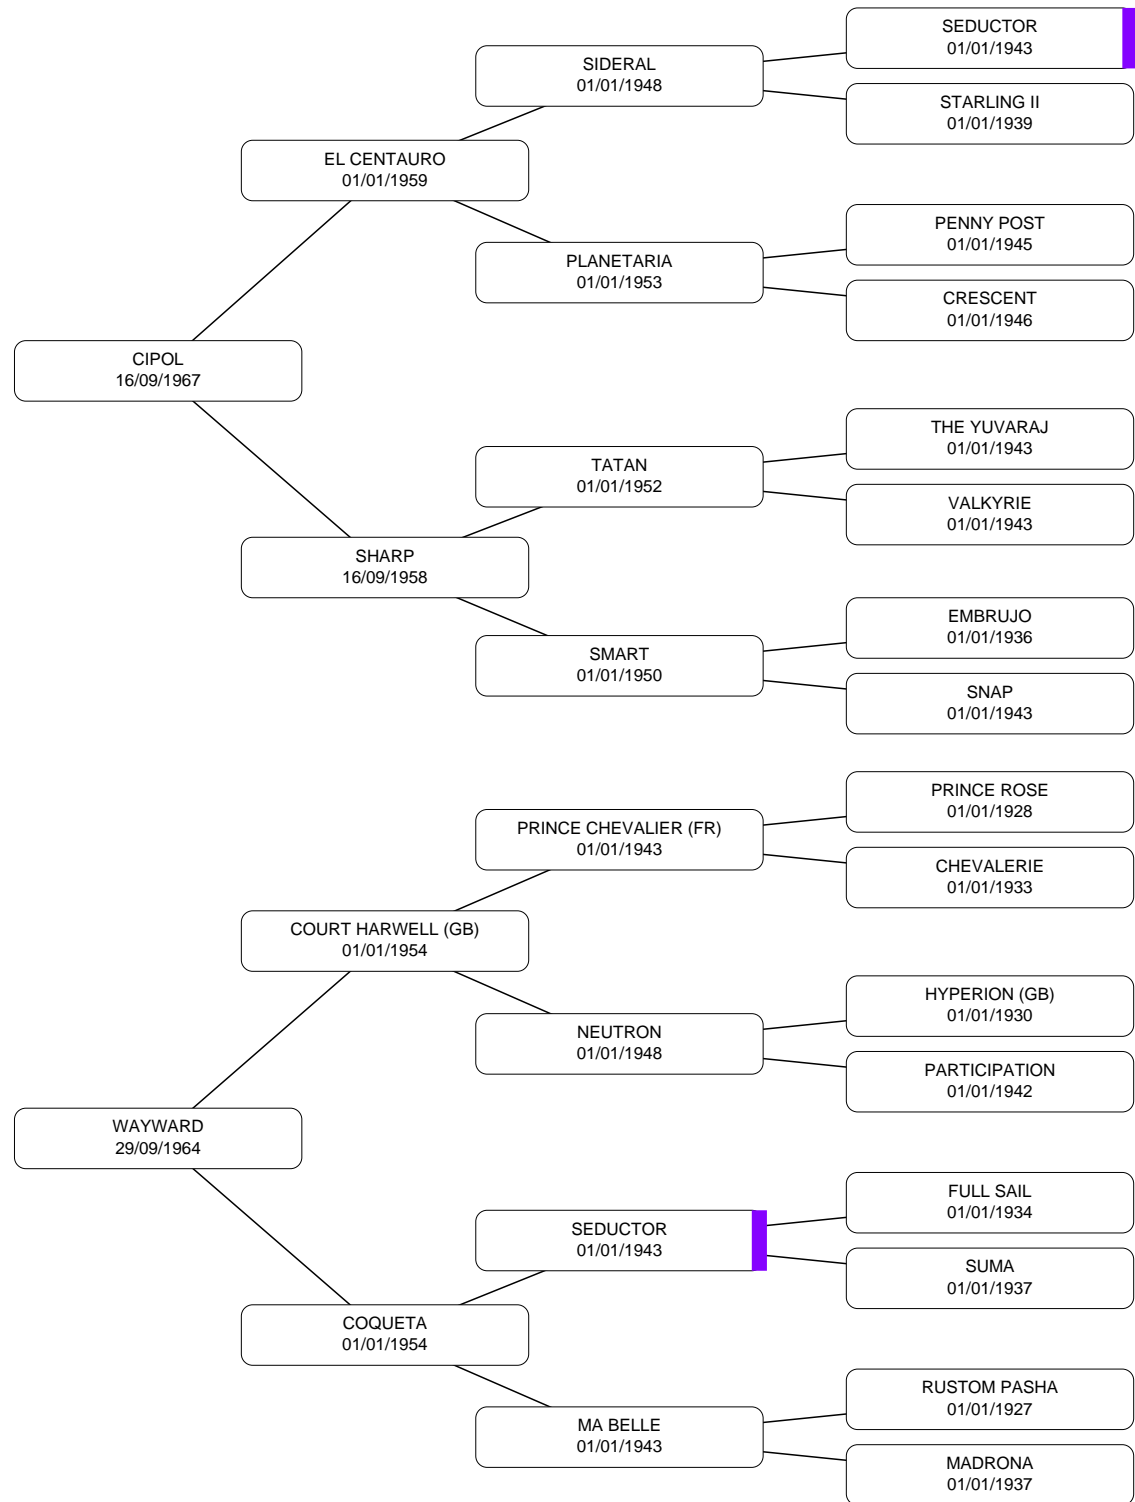 SEDUCTOR
01/01/1943
SIDERAL
01/01/1948
STARLING II
01/01/1939
EL CENTAURO
01/01/1959
PENNY POST
01/01/1945
PLANETARIA
01/01/1953
CRESCENT
01/01/1946
CIPOL
16/09/1967
THE YUVARAJ
01/01/1943
TATAN
01/01/1952
VALKYRIE
01/01/1943
SHARP
16/09/1958
EMBRUJO
01/01/1936
SMART
01/01/1950
SNAP
01/01/1943
PRINCE ROSE
01/01/1928
PRINCE CHEVALIER (FR)
01/01/1943
CHEVALERIE
01/01/1933
COURT HARWELL (GB)
01/01/1954
HYPERION (GB)
01/01/1930
NEUTRON
01/01/1948
PARTICIPATION
01/01/1942
WAYWARD
29/09/1964
FULL SAIL
01/01/1934
SEDUCTOR
01/01/1943
SUMA
01/01/1937
COQUETA
01/01/1954
RUSTOM PASHA
01/01/1927
MA BELLE
01/01/1943
MADRONA
01/01/1937